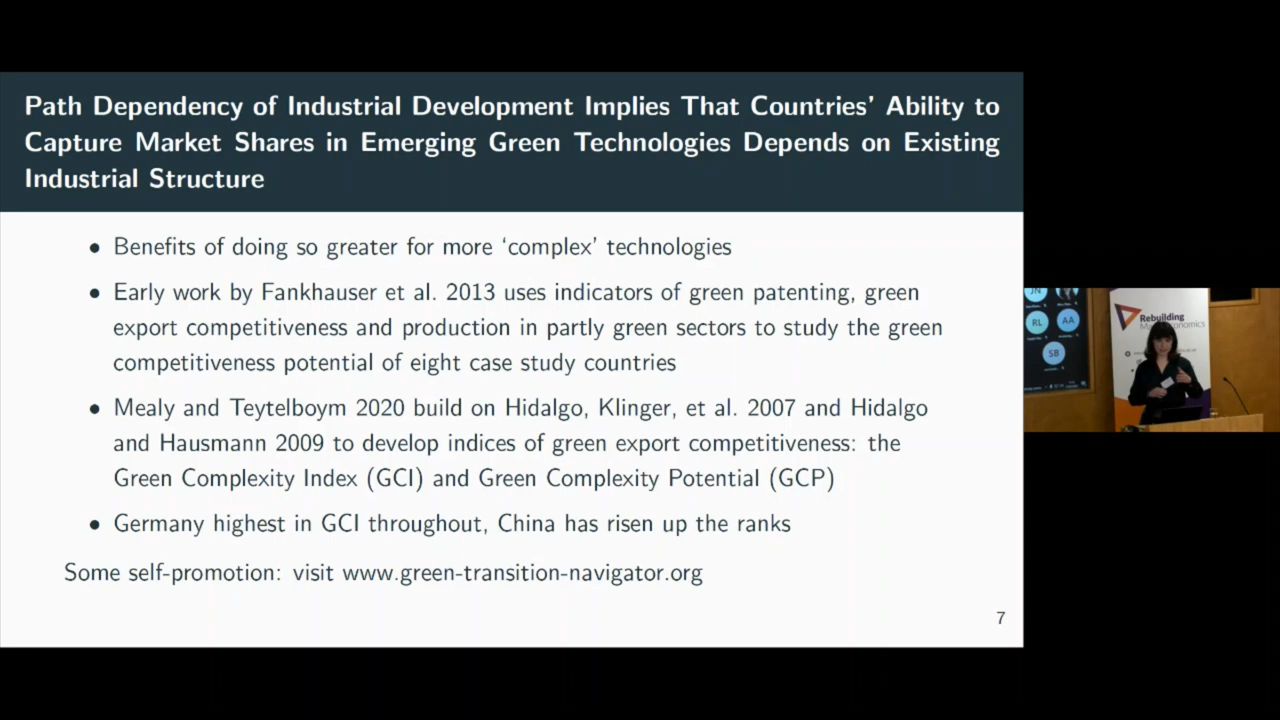 Path Dependency of Industrial Development Implies That Countries' Ability to
Capture Market Shares in Emerging Green Technologies Depends on Existing
Industrial Structure
• Benefits of doing so greater for more ‘complex’ technologies
• Early work by Fankhauser et al. 2013 uses indicators of green patenting, green
export competitiveness and production in partly green sectors to study the green
competitiveness potential of eight case study countries
• Mealy and Teytelboym 2020 build on Hidalgo, Klinger, et al. 2007 and Hidalgo
and Hausmann 2009 to develop indices of green export competitiveness: the
Green Complexity Index (GCI) and Green Complexity Potential (GCP)
• Germany highest in GCI throughout, China has risen up the ranks
Some self-promotion: visit www.green-transition-navigator.org
7
JN
RL
AA
SB
Rebuilding